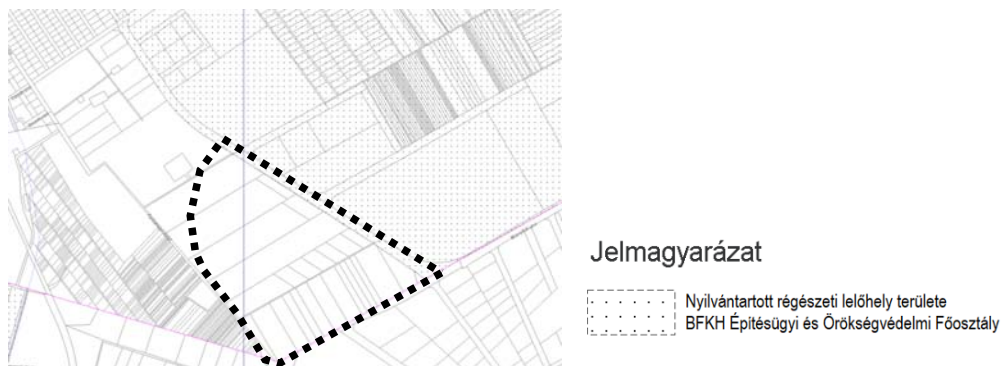 Jelmagyarázat
Nyilvántartott régészeti lelőhely területe
BFKH Építésügyi és Örökségvédelmi Főosztály